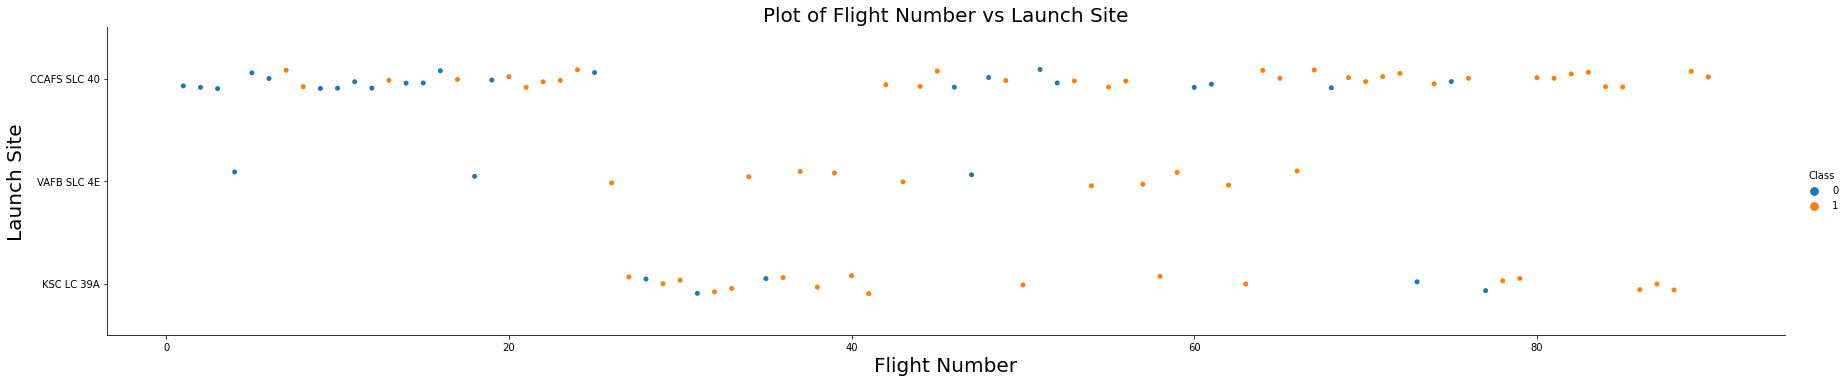 Plot of Flight Number vs Launch Site
Launch Site
CCAFS SLC 40
VAFB SLC 4E
KSC LC 39A
0
20
40
60
80
Flight Number
Class
0
1